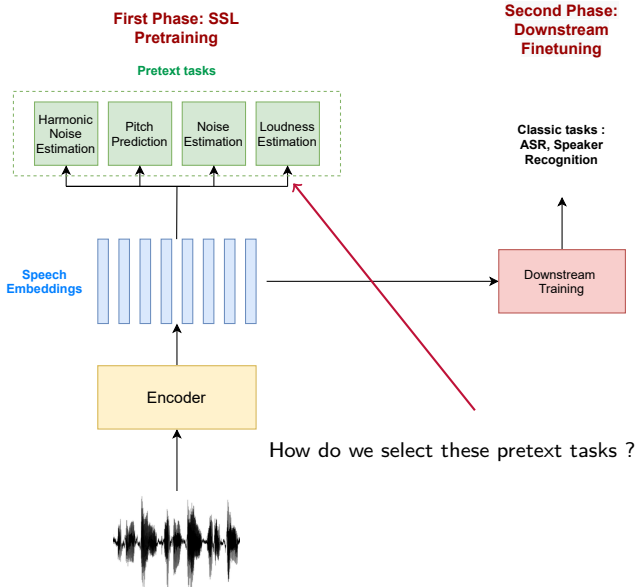 First Phase: SSL
Pretraining
Second Phase:
Downstream
Finetuning
Pretext tasks
Harmonic
Noise
Estimation
Pitch
Prediction
Noise
Estimation
Loudness
Estimation
Classic tasks :
ASR, Speaker
Recognition
Speech
Embeddings
Downstream
Training
Encoder
How do we select these pretext tasks ?